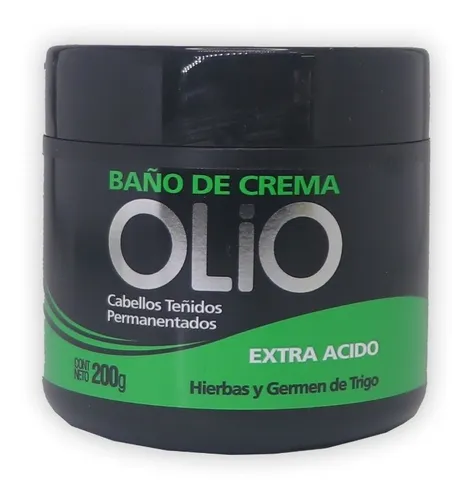 BAÑO DE CREMA
OLiO
Cabellos Teñidos
Permanentados
EXTRA ACIDO
CONT
NETO 200g
Hierbas y Germen de Trigo